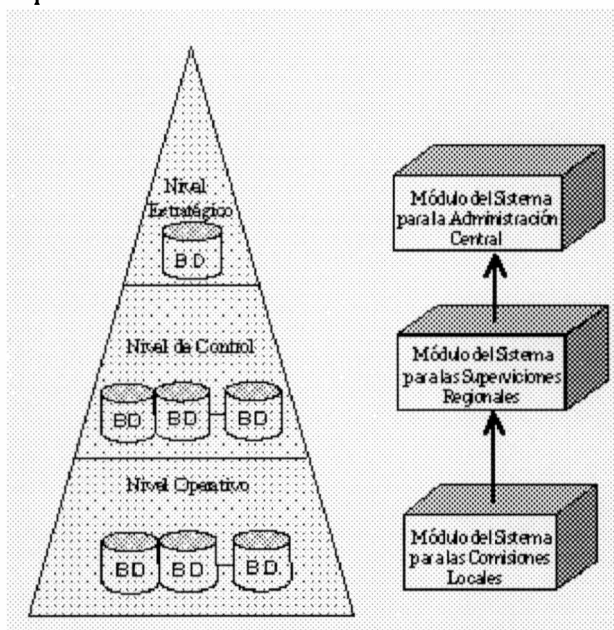 Nivel
Estratégico
BD
Nivel de Control
BD BD BD
Nivel Operativo
BD BD BD
Módulo del Sistema
para la Administración
Central
Módulo del Sistema
para las Superviciones
Regionales
Módulo del Sistema
para las Comisiones
Locales